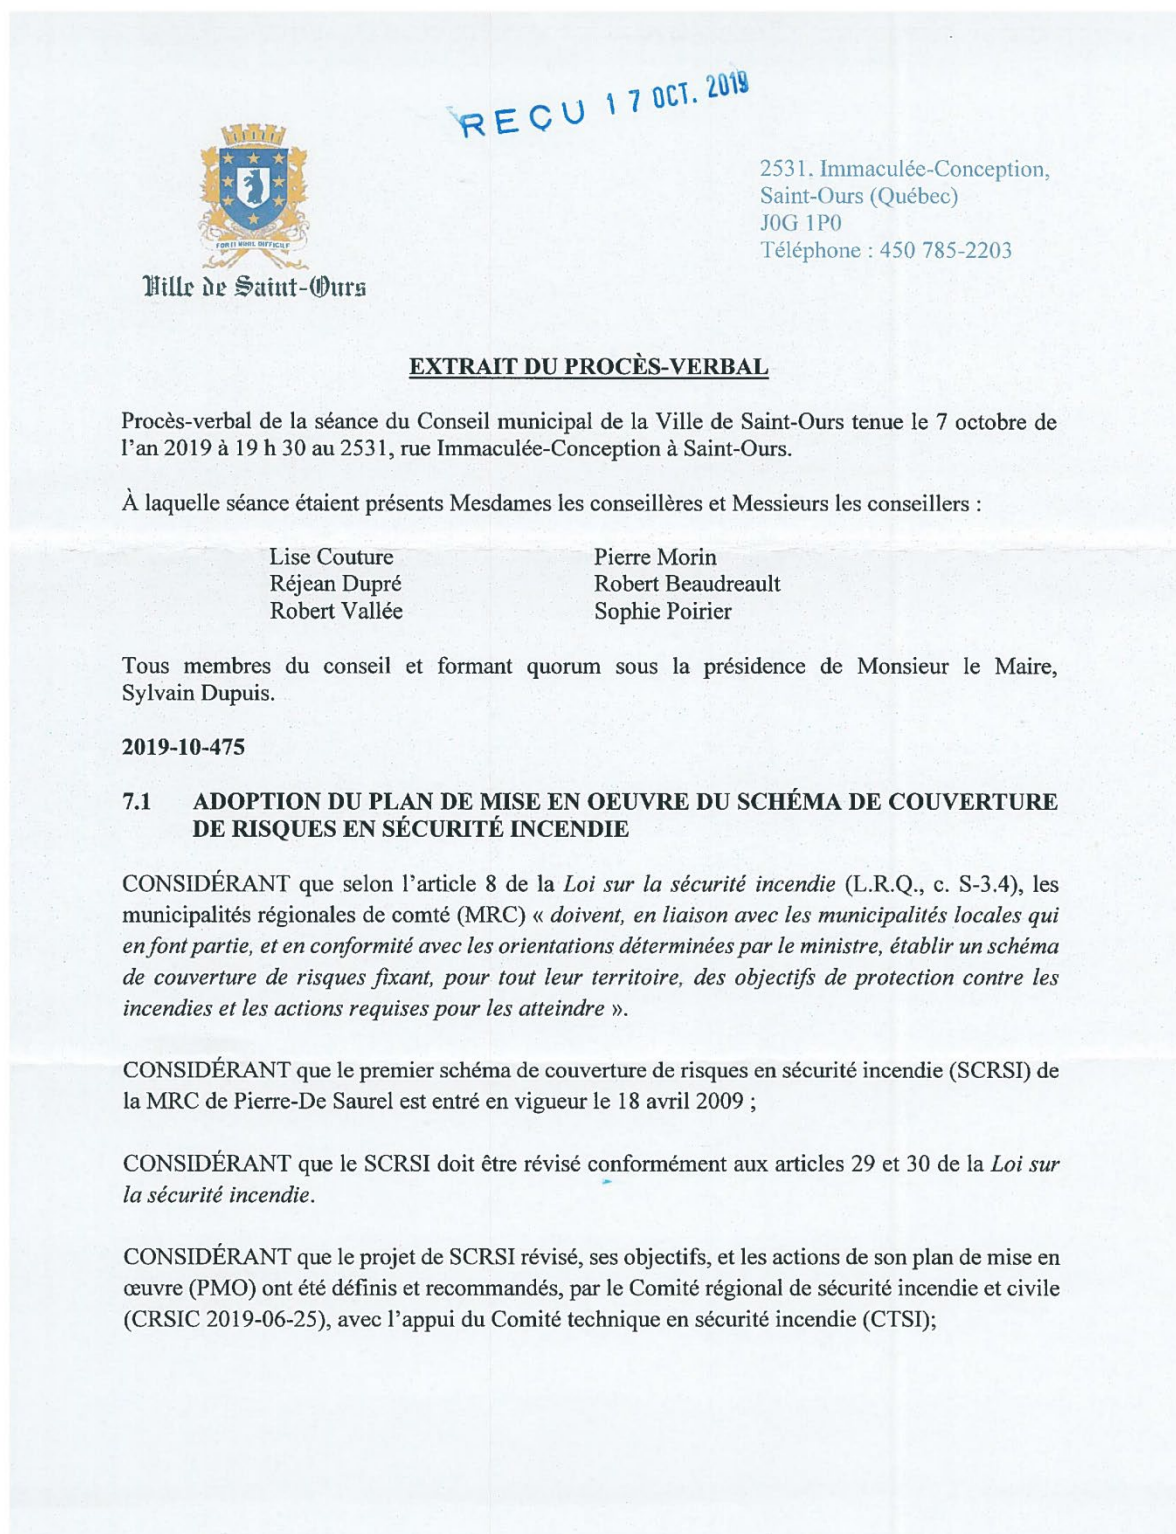 REÇU 17 OCT. 2019
2531, Immaculée-Conception,
Saint-Ours (Québec)
J0G 1P0
Téléphone : 450 785-2203
Ville de Saint-Ours
EXTRAIT DU PROCÈS-VERBAL
Procès-verbal de la séance du Conseil municipal de la Ville de Saint-Ours tenue le 7 octobre de
l’an 2019 à 19 h 30 au 2531, rue Immaculée-Conception à Saint-Ours.
À laquelle séance étaient présents Mesdames les conseillères et Messieurs les conseillers :
Lise Couture Pierre Morin
Réjean Dupré Robert Beaudreault
Robert Vallée Sophie Poirier
Tous membres du conseil et formant quorum sous la présidence de Monsieur le Maire,
Sylvain Dupuis.
2019-10-475
7.1 ADOPTION DU PLAN DE MISE EN OEUVRE DU SCHÉMA DE COUVERTURE
DE RISQUES EN SÉCURITÉ INCENDIE
CONSIDÉRANT que selon l’article 8 de la Loi sur la sécurité incendie (L.R.Q., c. S-3.4), les
municipalités régionales de comté (MRC) « doivent, en liaison avec les municipalités locales qui
en font partie, et en conformité avec les orientations déterminées par le ministre, établir un schéma
de couverture de risques fixant, pour tout leur territoire, des objectifs de protection contre les
incendies et les actions requises pour les atteindre ».
CONSIDÉRANT que le premier schéma de couverture de risques en sécurité incendie (SCRSI) de
la MRC de Pierre-De Saurel est entré en vigueur le 18 avril 2009 ;
CONSIDÉRANT que le SCRSI doit être révisé conformément aux articles 29 et 30 de la Loi sur
la sécurité incendie.
CONSIDÉRANT que le projet de SCRSI révisé, ses objectifs, et les actions de son plan de mise en
œuvre (PMO) ont été définis et recommandés, par le Comité régional de sécurité incendie et civile
(CRSIC 2019-06-25), avec l’appui du Comité technique en sécurité incendie (CTSI);